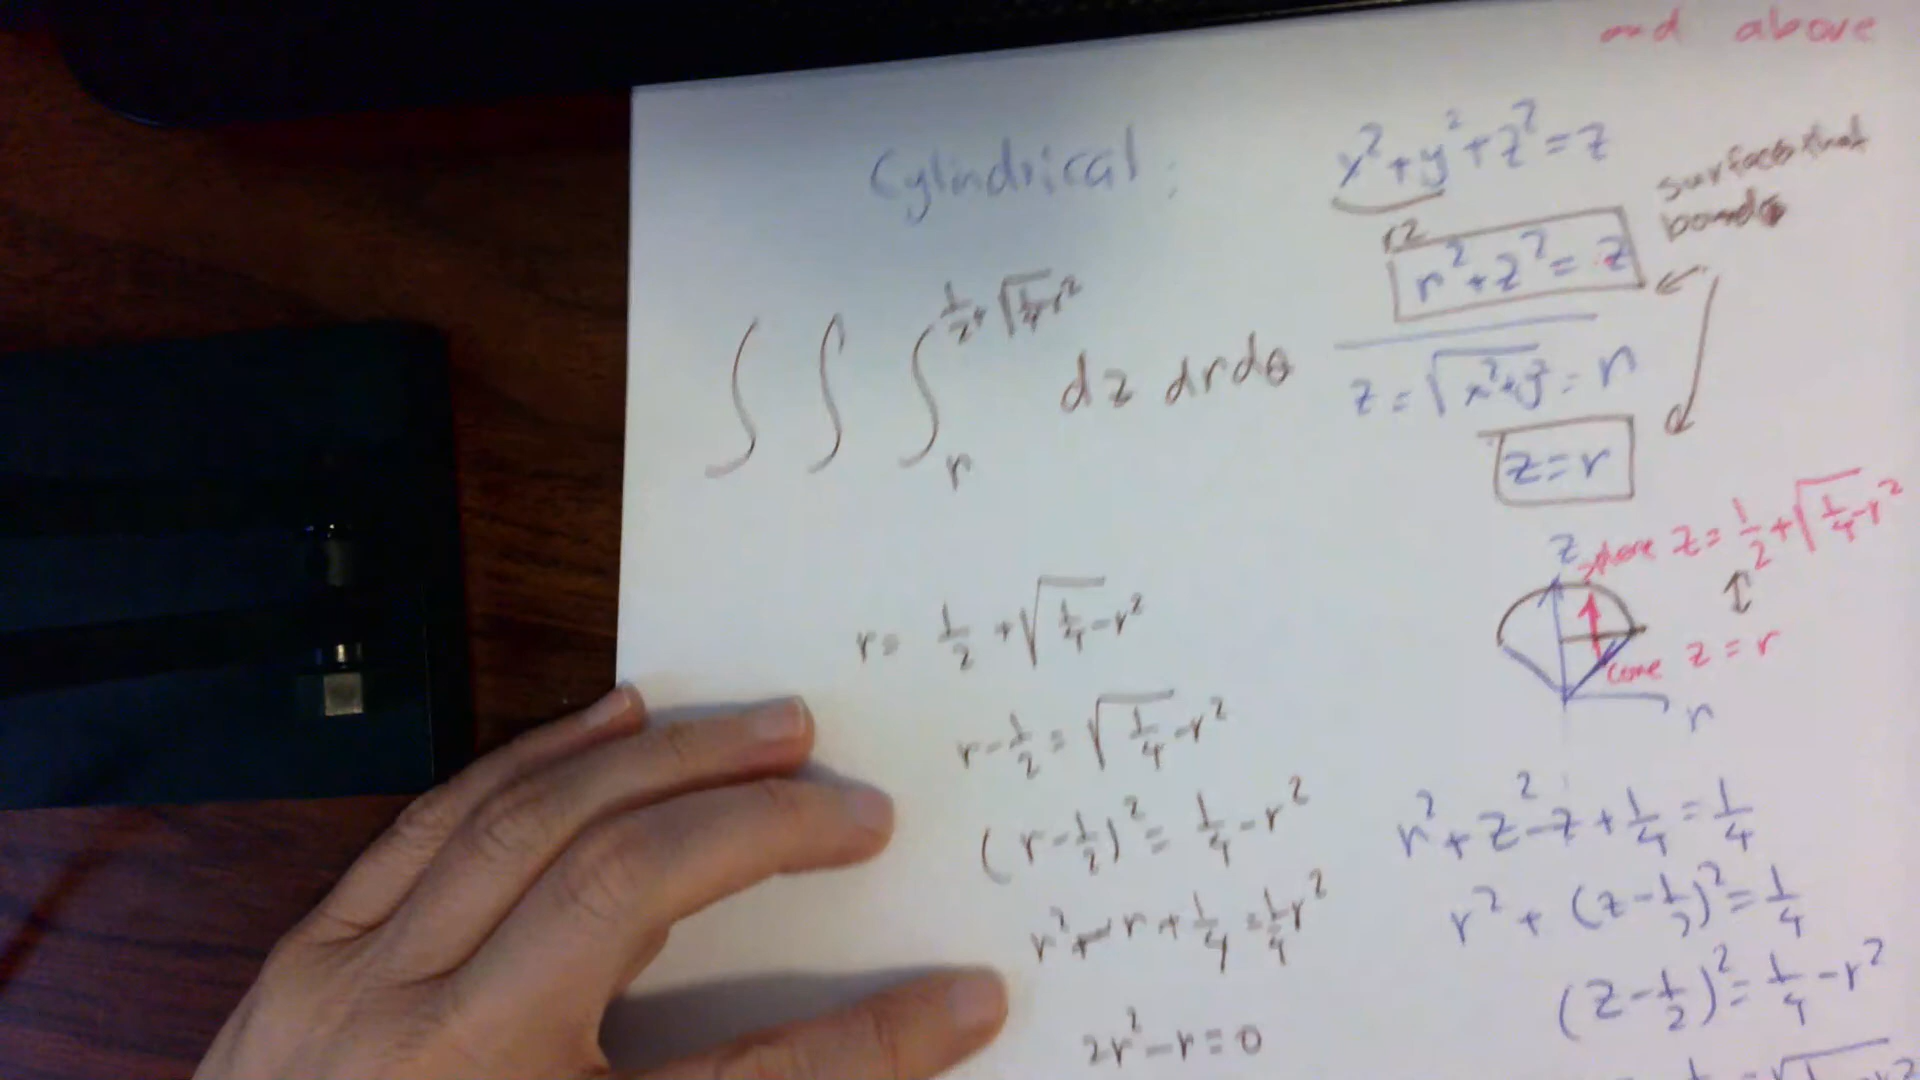 and above
Cylindrical:
∫ ∫ ∫_r^{1/2+√(1/4-r²)} dz drdθ
r = 1/2 + √(1/4-r²)
r - 1/2 = √(1/4-r²)
(r - 1/2)² = 1/4 - r²
r² - r + 1/4 = 1/4 r²
2r² - r = 0
x² + y² + z² = z
r²
r² + z² = z
surfaces that
bounds
z = √(x²+y²) = r
z = r
z
sphere z = 1/2 + √(1/4-r²)
↕
cone z = r
r
r² + z² - z + 1/4 = 1/4
r² + (z - 1/2)² = 1/4
(z - 1/2)² = 1/4 - r²